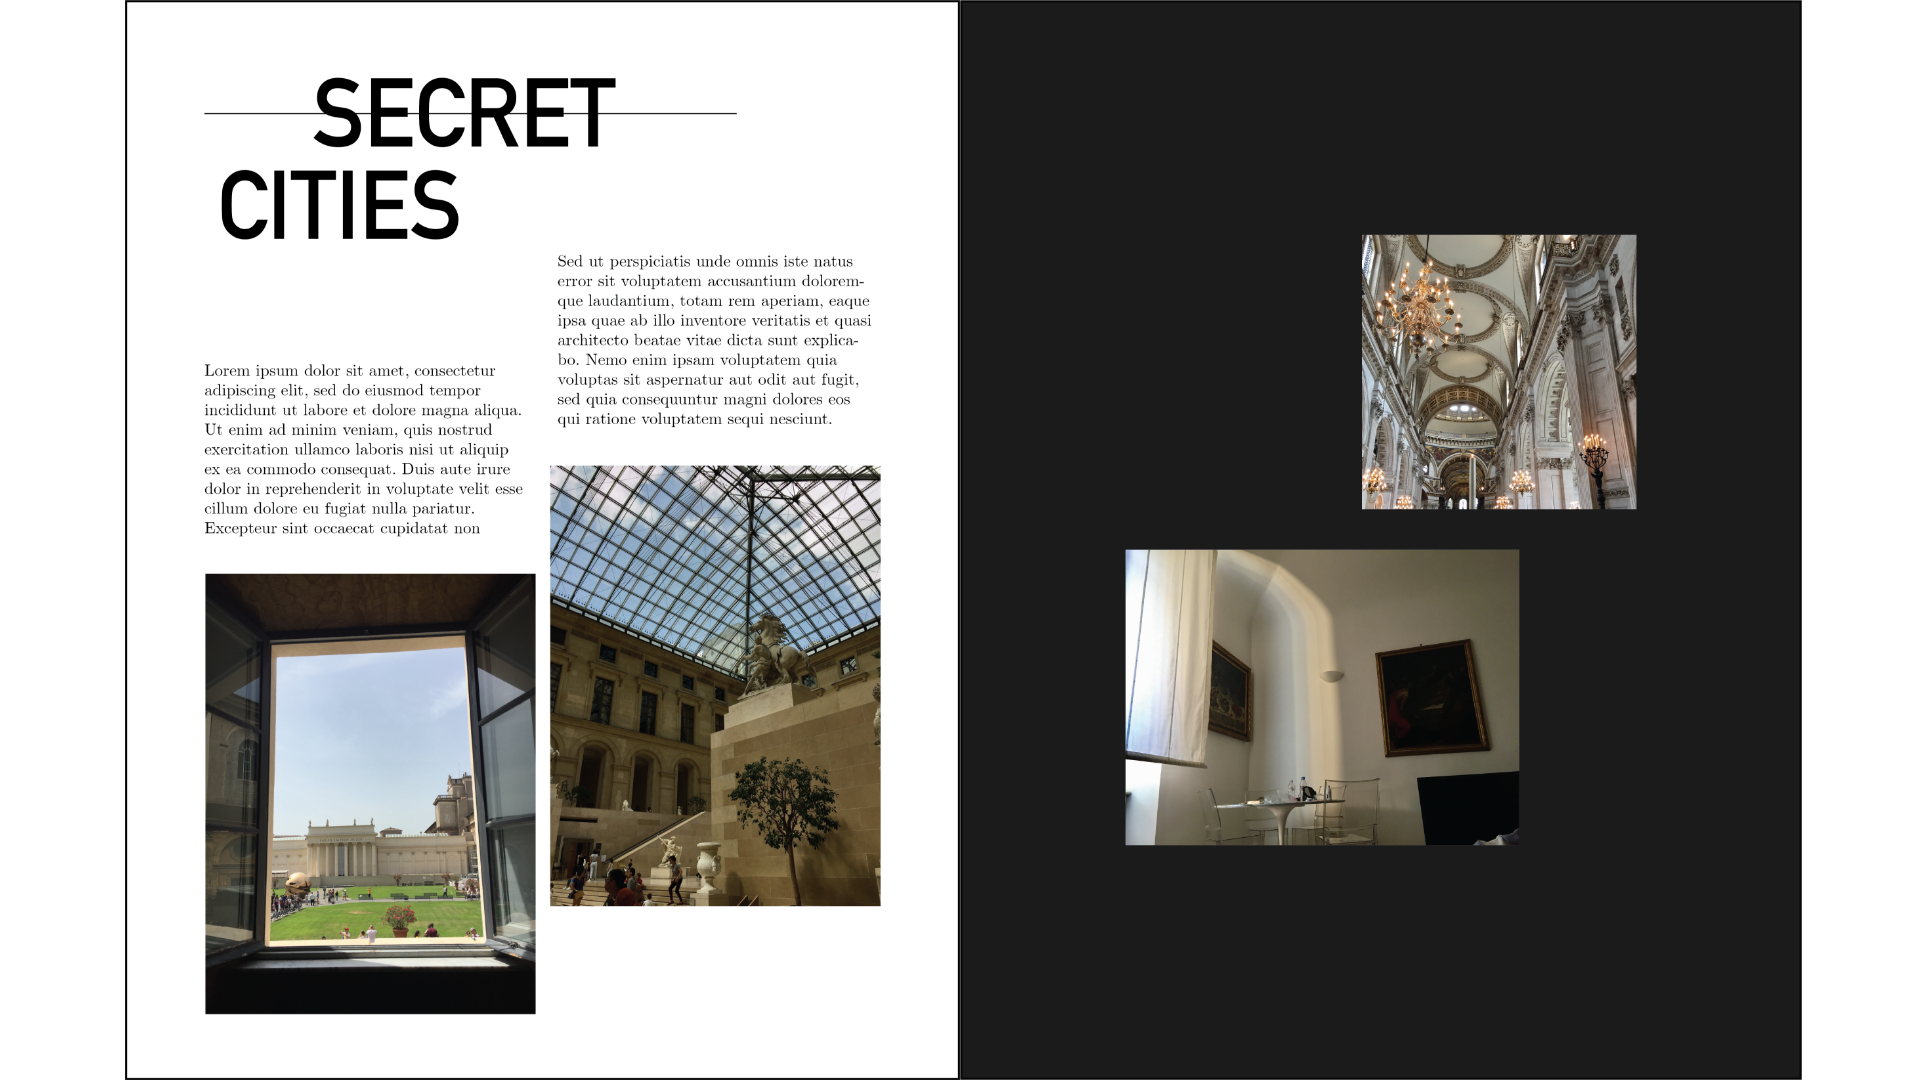 SECRET
CITIES
Lorem ipsum dolor sit amet, consectetur
adipiscing elit, sed do eiusmod tempor
incididunt ut labore et dolore magna aliqua.
Ut enim ad minim veniam, quis nostrud
exercitation ullamco laboris nisi ut aliquip
ex ea commodo consequat. Duis aute irure
dolor in reprehenderit in voluptate velit esse
cillum dolore eu fugiat nulla pariatur.
Excepteur sint occaecat cupidatat non
Sed ut perspiciatis unde omnis iste natus
error sit voluptatem accusantium dolorem-
que laudantium, totam rem aperiam, eaque
ipsa quae ab illo inventore veritatis et quasi
architecto beatae vitae dicta sunt explica-
bo. Nemo enim ipsam voluptatem quia
voluptas sit aspernatur aut odit aut fugit,
sed quia consequuntur magni dolores eos
qui ratione voluptatem sequi nesciunt.